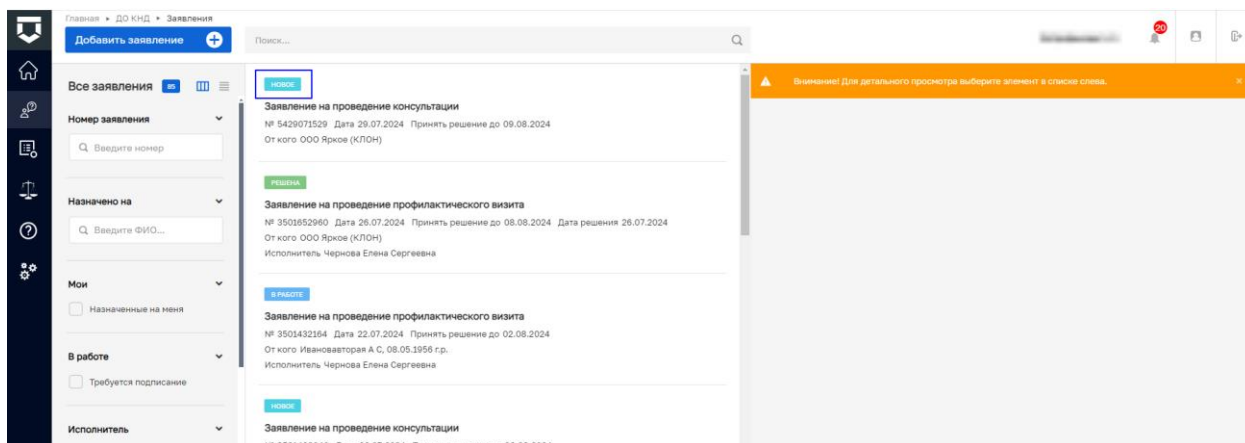 Главная ▸ ДО КНД ▸ Заявления
Добавить заявление
Поиск...
20
Все заявления 85
Номер заявления
Введите номер
Назначено на
Введите ФИО...
Мои
Назначенные на меня
В работе
Требуется подписание
Исполнитель
НОВОЕ
Заявление на проведение консультации
№ 5429071529 Дата 29.07.2024 Принять решение до 09.08.2024
От кого ООО Яркое (КЛОН)
РЕШЕНА
Заявление на проведение профилактического визита
№ 3501652960 Дата 26.07.2024 Принять решение до 08.08.2024 Дата решения 26.07.2024
От кого ООО Яркое (КЛОН)
Исполнитель Чернова Елена Сергеевна
В РАБОТЕ
Заявление на проведение профилактического визита
№ 3501432164 Дата 22.07.2024 Принять решение до 02.08.2024
От кого Ивановавторая А С, 08.05.1956 г.р.
Исполнитель Чернова Елена Сергеевна
НОВОЕ
Заявление на проведение консультации
Внимание! Для детального просмотра выберите элемент в списке слева.